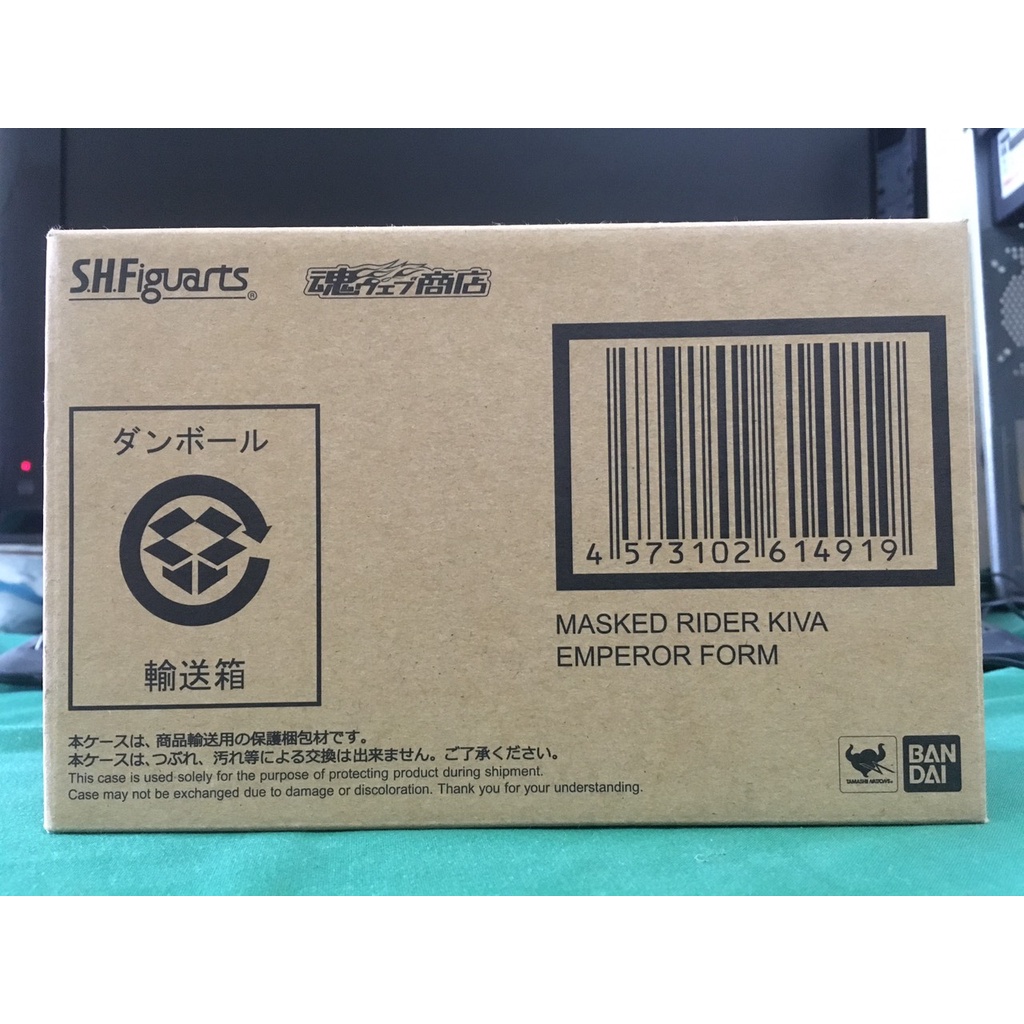 S.H.Figuarts®
魂ウェブ商店
ダンボール
輸送箱
4 573102 614919
MASKED RIDER KIVA
EMPEROR FORM
本ケースは、商品輸送用の保護梱包材です。
本ケースは、つぶれ、汚れ等による交換は出来ません。ご了承ください。
This case is used solely for the purpose of protecting product during shipment.
Case may not be exchanged due to damage or discoloration. Thank you for your understanding.
TAMASHII NATIONS
BAN
DAI